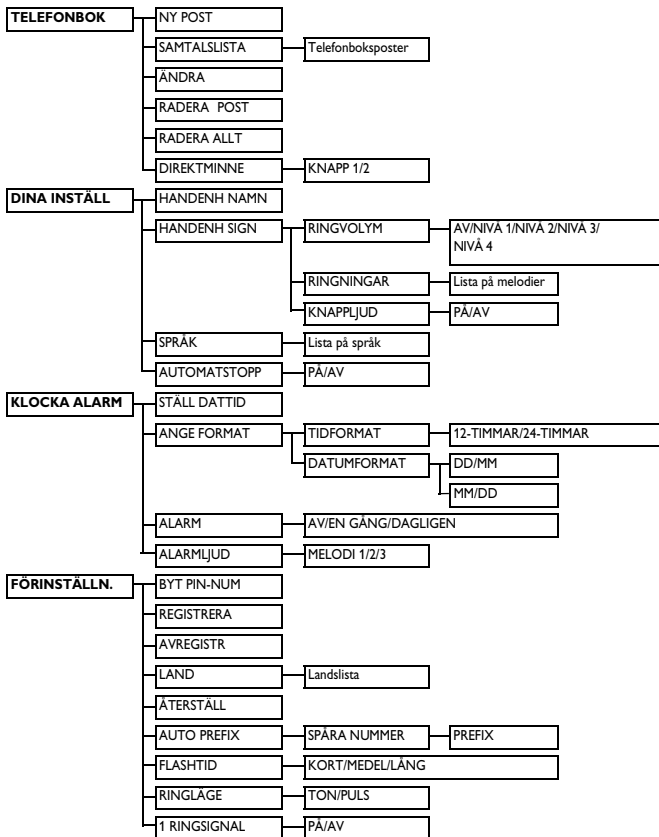 TELEFONBOK
NY POST
SAMTALSLISTA
Telefonboksposter
ÄNDRA
RADERA POST
RADERA ALLT
DIREKTMINNE
KNAPP 1/2
DINA INSTÄLL
HANDENH NAMN
HANDENH SIGN
RINGVOLYM
AV/NIVÅ 1/NIVÅ 2/NIVÅ 3/
NIVÅ 4
RINGNINGAR
Lista på melodier
KNAPPLJUD
PÅ/AV
SPRÅK
Lista på språk
AUTOMATSTOPP
PÅ/AV
KLOCKA ALARM
STÄLL DATTID
ANGE FORMAT
TIDFORMAT
12-TIMMAR/24-TIMMAR
DATUMFORMAT
DD/MM
MM/DD
ALARM
AV/EN GÅNG/DAGLIGEN
ALARMLJUD
MELODI 1/2/3
FÖRINSTÄLLN.
BYT PIN-NUM
REGISTRERA
AVREGISTR
LAND
Landslista
ÅTERSTÄLL
AUTO PREFIX
SPÅRA NUMMER
PREFIX
FLASHTID
KORT/MEDEL/LÅNG
RINGLÄGE
TON/PULS
1 RINGSIGNAL
PÅ/AV